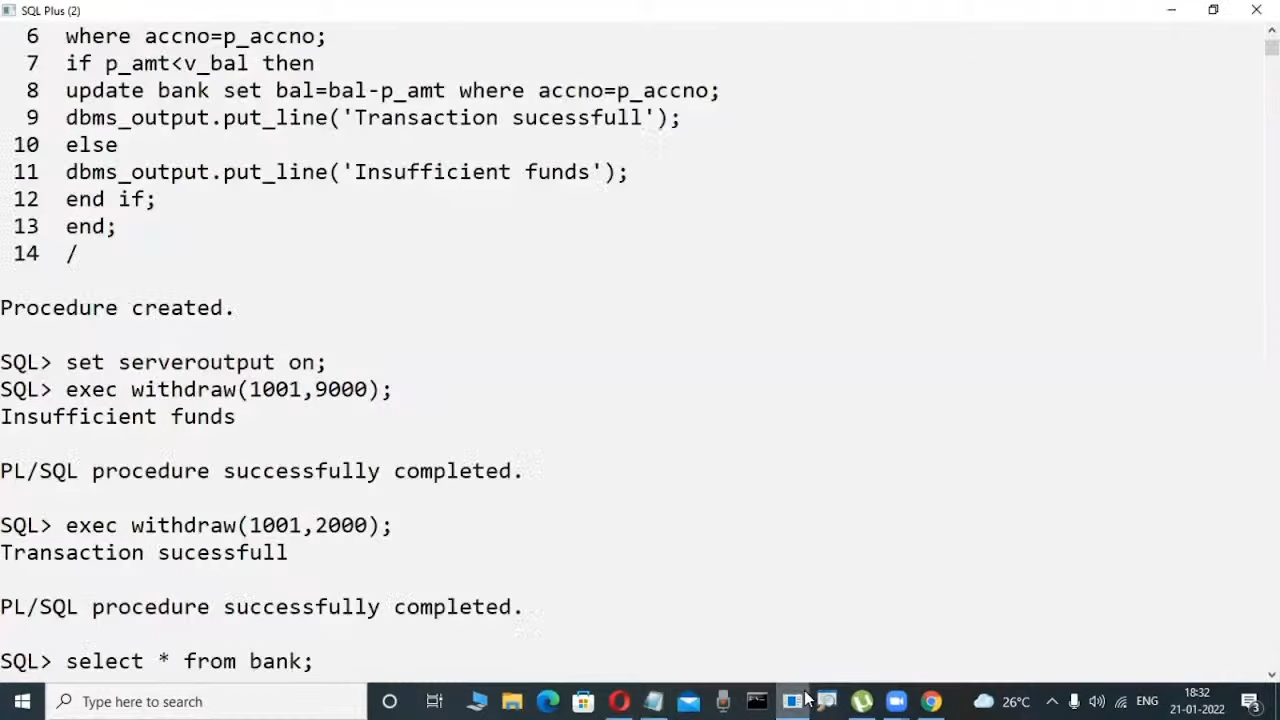 SQL Plus (2)
6 where accno=p_accno;
7 if p_amt<v_bal then
8 update bank set bal=bal-p_amt where accno=p_accno;
9 dbms_output.put_line('Transaction sucessfull');
10 else
11 dbms_output.put_line('Insufficient funds');
12 end if;
13 end;
14 /
Procedure created.
SQL> set serveroutput on;
SQL> exec withdraw(1001,9000);
Insufficient funds
PL/SQL procedure successfully completed.
SQL> exec withdraw(1001,2000);
Transaction sucessfull
PL/SQL procedure successfully completed.
SQL> select * from bank;
Type here to search
26°C
ENG
18:32
21-01-2022
3